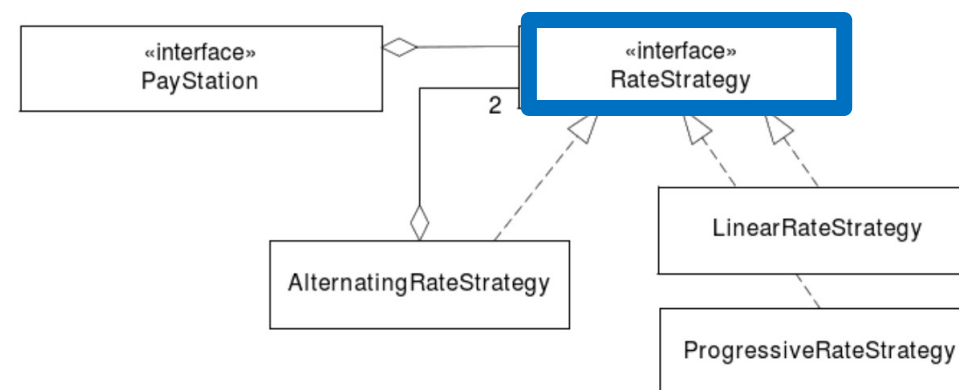 «interface»
PayStation
«interface»
RateStrategy
2
LinearRateStrategy
AlternatingRateStrategy
ProgressiveRateStrategy